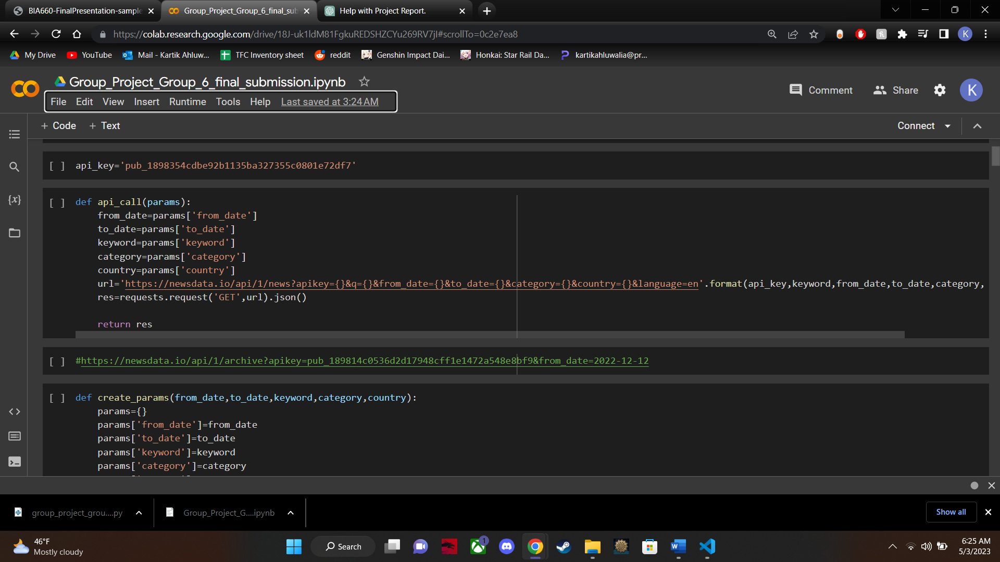 BIA660-FinalPresentation-sample
Group_Project_Group_6_final_sub
Help with Project Report.
https://colab.research.google.com/drive/18J-uk1ldM81FgkuREDSHZCYu269RV7jI#scrollTo=0c2e7ea8
K
My Drive YouTube Mail - Kartik Ahluw... TFC Inventory sheet reddit Genshin Impact Dai... Honkai: Star Rail Da... kartikahluwalia@pr...
Group_Project_Group_6_final_submission.ipynb
Comment Share K
File Edit View Insert Runtime Tools Help Last saved at 3:24 AM
+ Code + Text
Connect
[ ] api_key='pub_1898354cdbe92b1135ba327355c0801e72df7'
{x}
[ ] def api_call(params):
from_date=params['from_date']
to_date=params['to_date']
keyword=params['keyword']
category=params['category']
country=params['country']
url='https://newsdata.io/api/1/news?apikey={}&q={}&from_date={}&to_date={}&category={}&country={}&language=en'.format(api_key,keyword,from_date,to_date,category,
res=requests.request('GET',url).json()
return res
[ ] #https://newsdata.io/api/1/archive?apikey=pub_189814c0536d2d17948cff1e1472a548e8bf9&from_date=2022-12-12
[ ] def create_params(from_date,to_date,keyword,category,country):
params={}
params['from_date']=from_date
params['to_date']=to_date
params['keyword']=keyword
params['category']=category
group_project_grou....py
Group_Project_G....ipynb
Show all
46°F
Mostly cloudy
Search
1
6:25 AM
5/3/2023